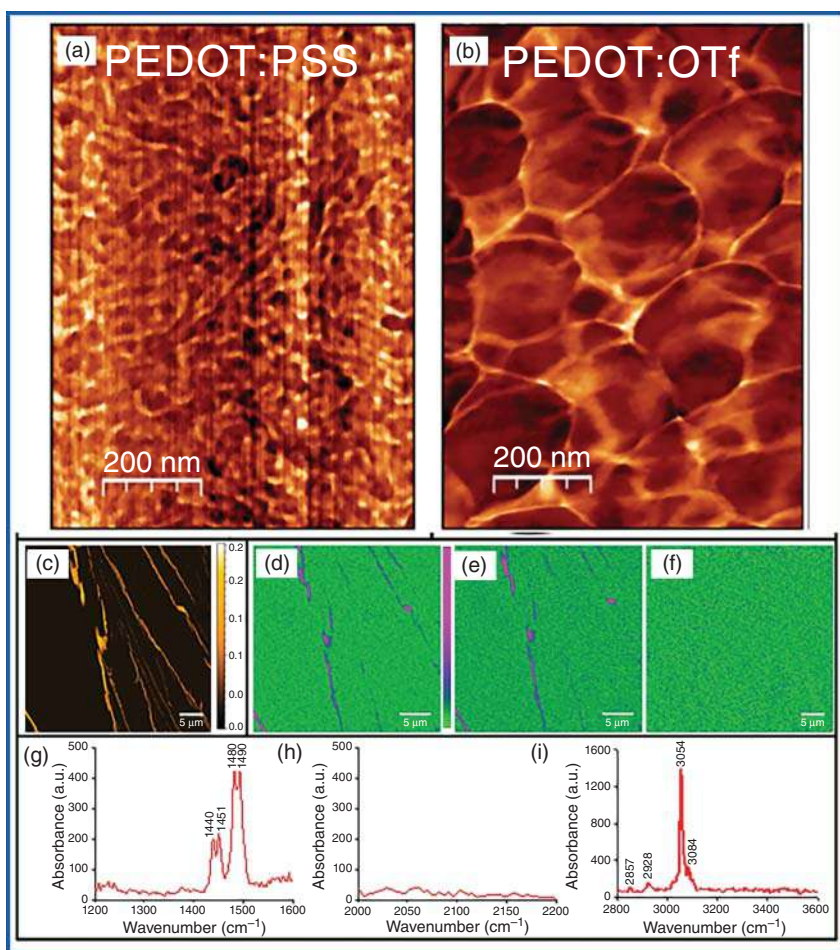 (a) PEDOT:PSS
(b) PEDOT:OTf
200 nm
200 nm
(c)
0.2
0.2
0.1
0.1
0.0
0.0
5 µm
(d)
5 µm
(e)
5 µm
(f)
5 µm
(g)
Absorbance (a.u.)
500
400
300
200
100
0
1440
1451
1480
1490
1200 1300 1400 1500 1600
Wavenumber (cm⁻¹)
(h)
Absorbance (a.u.)
500
400
300
200
100
0
2000 2050 2100 2150 2200
Wavenumber (cm⁻¹)
(i)
Absorbance (a.u.)
1600
1200
800
400
0
2857
2928
3054
3084
2800 3000 3200 3400 3600
Wavenumber (cm⁻¹)